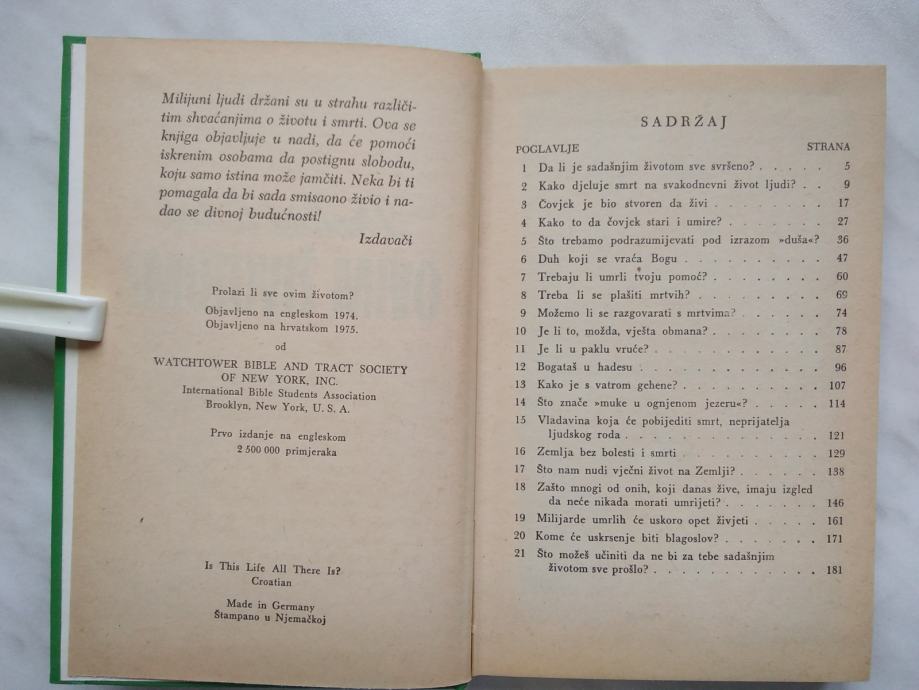 Milijuni ljudi držani su u strahu različi-
tim shvaćanjima o životu i smrti. Ova se
knjiga objavljuje u nadi, da će pomoći
iskrenim osobama da postignu slobodu,
koju samo istina može jamčiti. Neka bi ti
pomagala da bi sada smisaono živio i na-
dao se divnoj budućnosti!
Izdavači
Prolazi li sve ovim životom?
Objavljeno na engleskom 1974.
Objavljeno na hrvatskom 1975.
od
WATCHTOWER BIBLE AND TRACT SOCIETY
OF NEW YORK, INC.
International Bible Students Association
Brooklyn, New York, U. S. A.
Prvo izdanje na engleskom
2 500 000 primjeraka
Is This Life All There Is?
Croatian
Made in Germany
Štampano u Njemačkoj
SADRŽAJ
POGLAVLJE STRANA
1 Da li je sadašnjim životom sve svršeno? . . . . . 5
2 Kako djeluje smrt na svakodnevni život ljudi? . . 9
3 Čovjek je bio stvoren da živi . . . . . . . . 17
4 Kako to da čovjek stari i umire? . . . . . . . 27
5 Što trebamo podrazumijevati pod izrazom »duša«? 36
6 Duh koji se vraća Bogu . . . . . . . . . 47
7 Trebaju li umrli tvoju pomoć? . . . . . . . . 60
8 Treba li se plašiti mrtvih? . . . . . . . . . 69
9 Možemo li se razgovarati s mrtvima? . . . . . . 74
10 Je li to, možda, vješta obmana? . . . . . . . 78
11 Je li u paklu vruće? . . . . . . . . . . . 87
12 Bogataš u hadesu . . . . . . . . . . . . 96
13 Kako je s vatrom gehene? . . . . . . . . . 107
14 Što znače »muke u ognjenom jezeru«? . . . . . 114
15 Vladavina koja će pobijediti smrt, neprijatelja
ljudskog roda . . . . . . . . . . . . 121
16 Zemlja bez bolesti i smrti . . . . . . . . . 129
17 Što nam nudi vječni život na Zemlji? . . . . . . 138
18 Zašto mnogi od onih, koji danas žive, imaju izgled
da neće nikada morati umrijeti? . . . . . . 146
19 Milijarde umrlih će uskoro opet živjeti . . . . . 161
20 Kome će uskrsenje biti blagoslov? . . . . . . . 171
21 Što možeš učiniti da ne bi za tebe sadašnjim
životom sve prošlo? . . . . . . . . . . 181